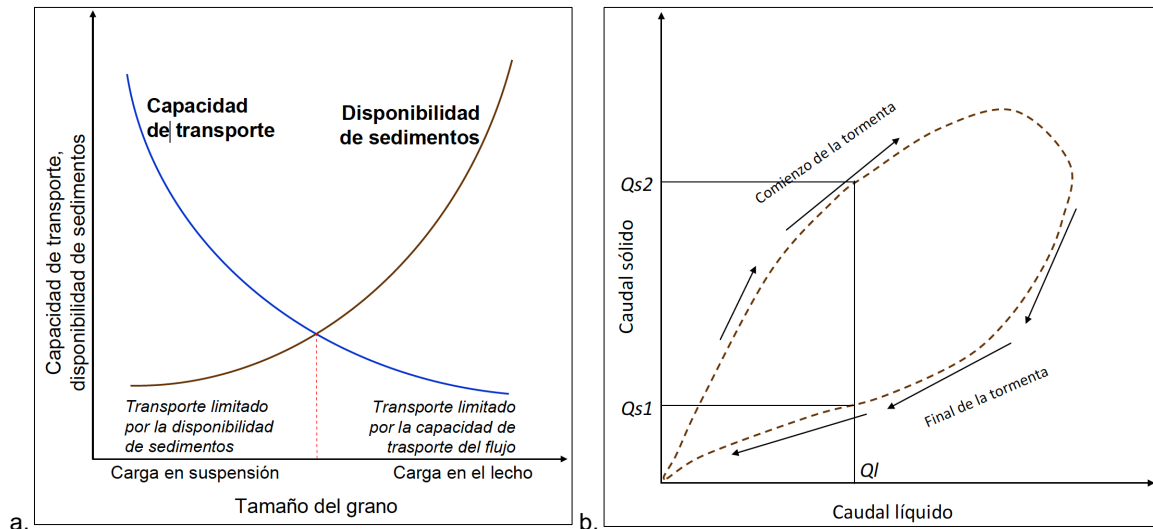 Capacidad
de transporte
Disponibilidad
de sedimentos
Capacidad de transporte,
disponibilidad de sedimentos
Transporte limitado
por la disponibilidad
de sedimentos
Transporte limitado
por la capacidad de
trasporte del flujo
Carga en suspensión
Carga en el lecho
Tamaño del grano
a.
Caudal sólido
Qs2
Qs1
Comienzo de la tormenta
Final de la tormenta
Ql
Caudal líquido
b.